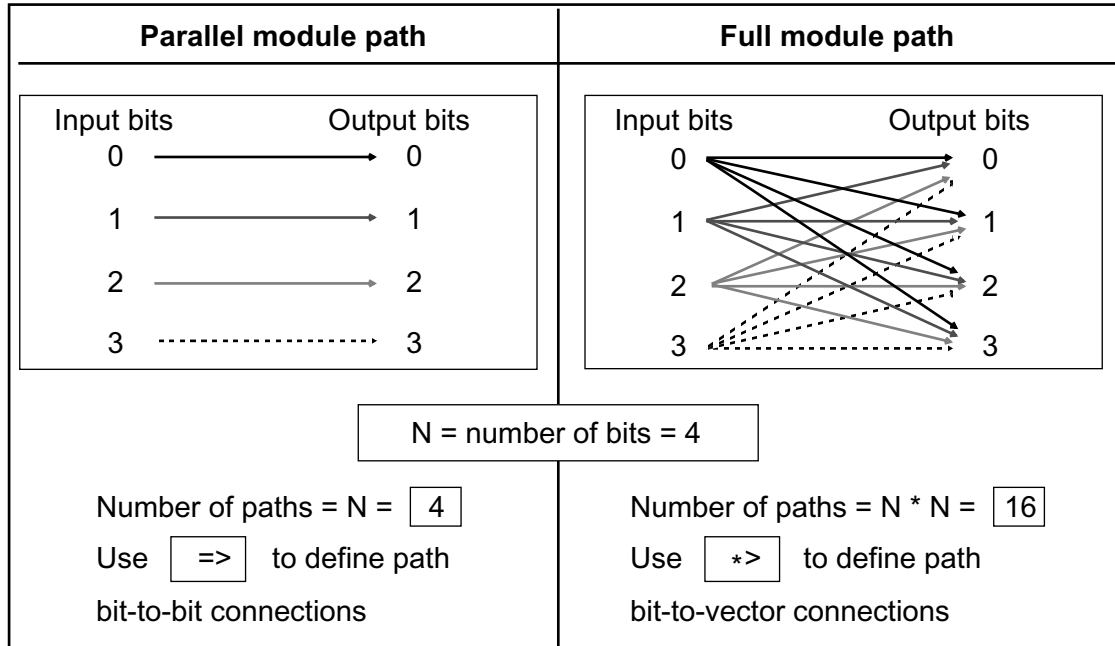 Parallel module path
Full module path
Input bits Output bits
0 0
1 1
2 2
3 3
Input bits Output bits
0 0
1 1
2 2
3 3
N = number of bits = 4
Number of paths = N = 4
Use => to define path
bit-to-bit connections
Number of paths = N * N = 16
Use *> to define path
bit-to-vector connections